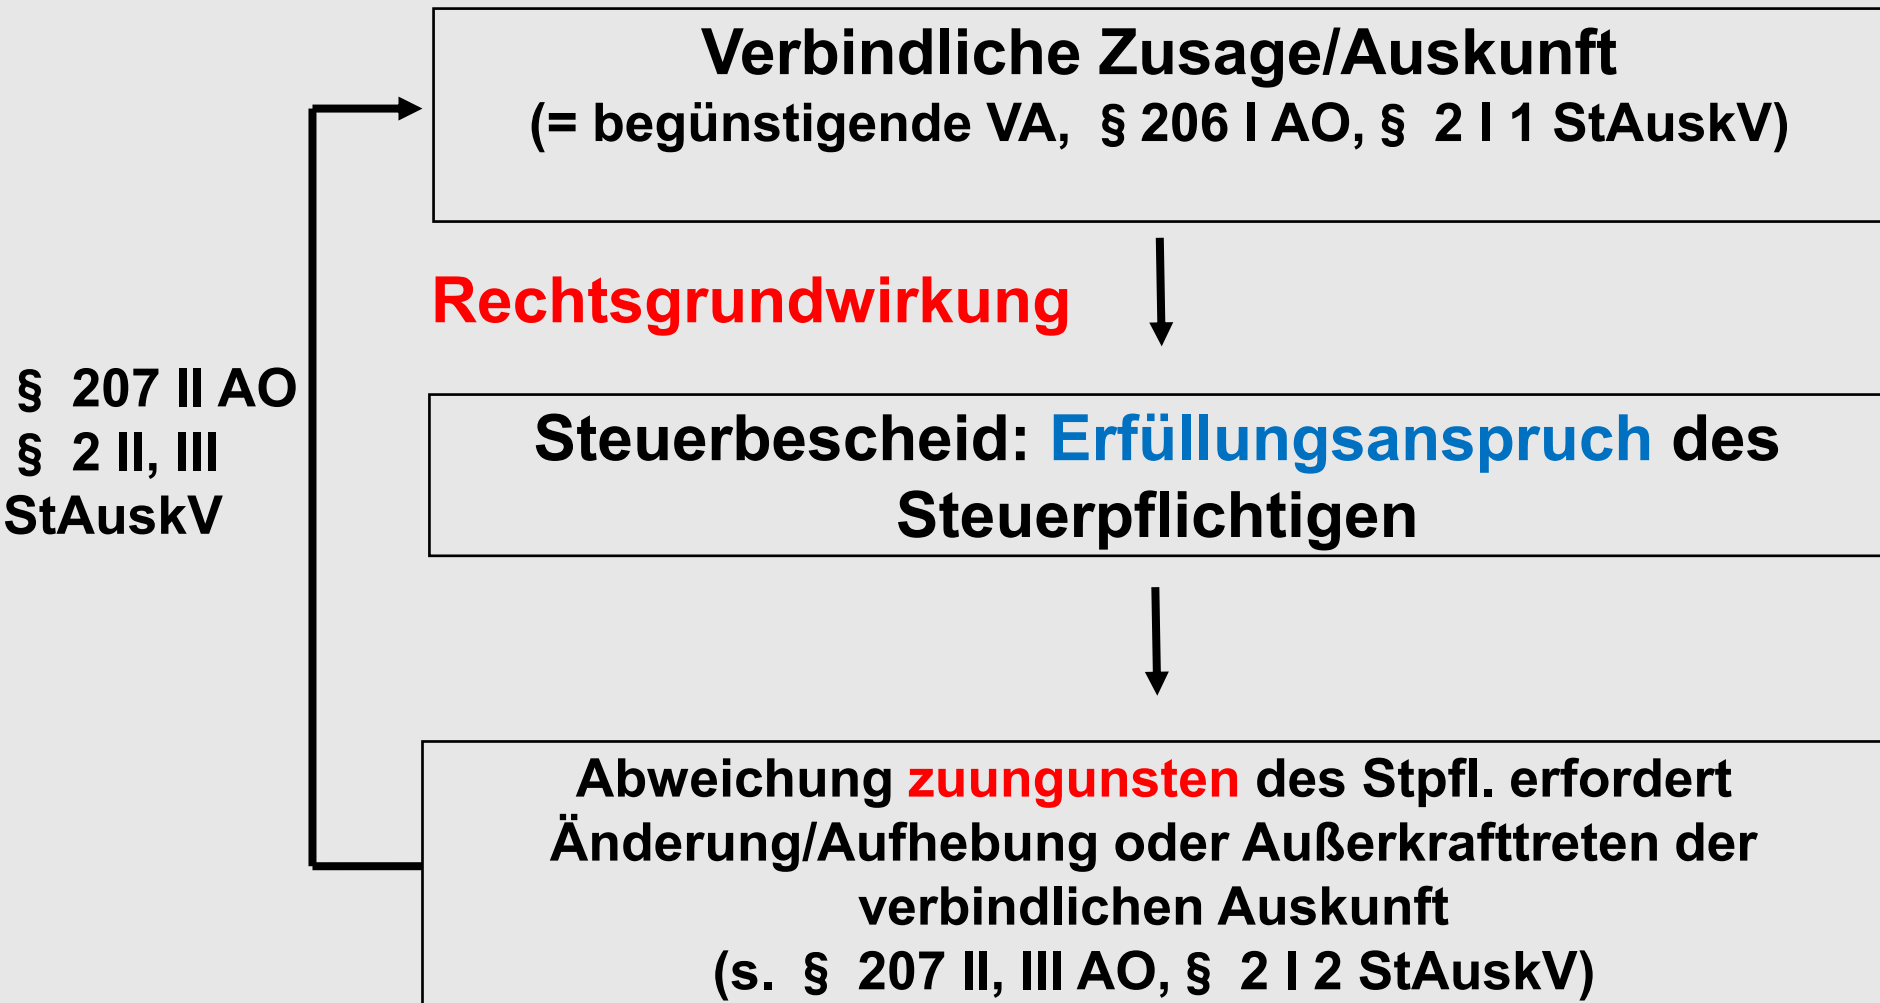 Verbindliche Zusage/Auskunft
(= begünstigende VA, § 206 I AO, § 2 I 1 StAuskV)
Rechtsgrundwirkung
§ 207 II AO
§ 2 II, III
StAuskV
Steuerbescheid: Erfüllungsanspruch des
Steuerpflichtigen
Abweichung zuungunsten des Stpfl. erfordert
Änderung/Aufhebung oder Außerkrafttreten der
verbindlichen Auskunft
(s. § 207 II, III AO, § 2 I 2 StAuskV)